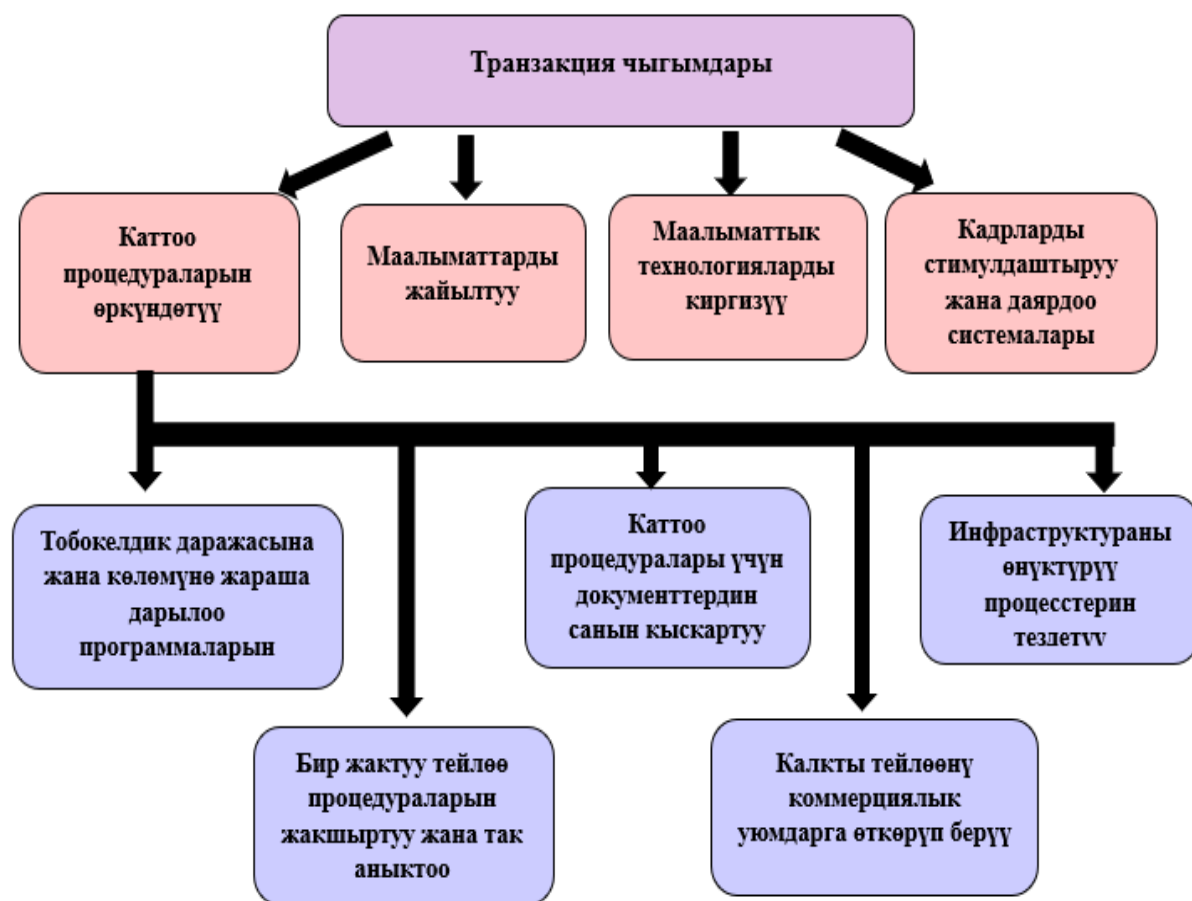 Транзакция чыгымдары
Каттоо
процедураларын
өркүндөтүү
Маалыматтарды
жайылтуу
Маалыматтык
технологияларды
киргизүү
Кадрларды
стимулдаштыруу
жана даярдоо
системалары
Тобокелдик даражасына
жана көлөмүнө жараша
дарылоо
программаларын
Каттоо
процедуралары үчүн
документтердин
санын кыскартуу
Инфраструктураны
өнүктүрүү
процесстерин
тездетүү
Бир жактуу тейлөө
процедураларын
жакшыртуу жана так
аныктоо
Калкты тейлөөнү
коммерциялык
уюмдарга өткөрүп берүү